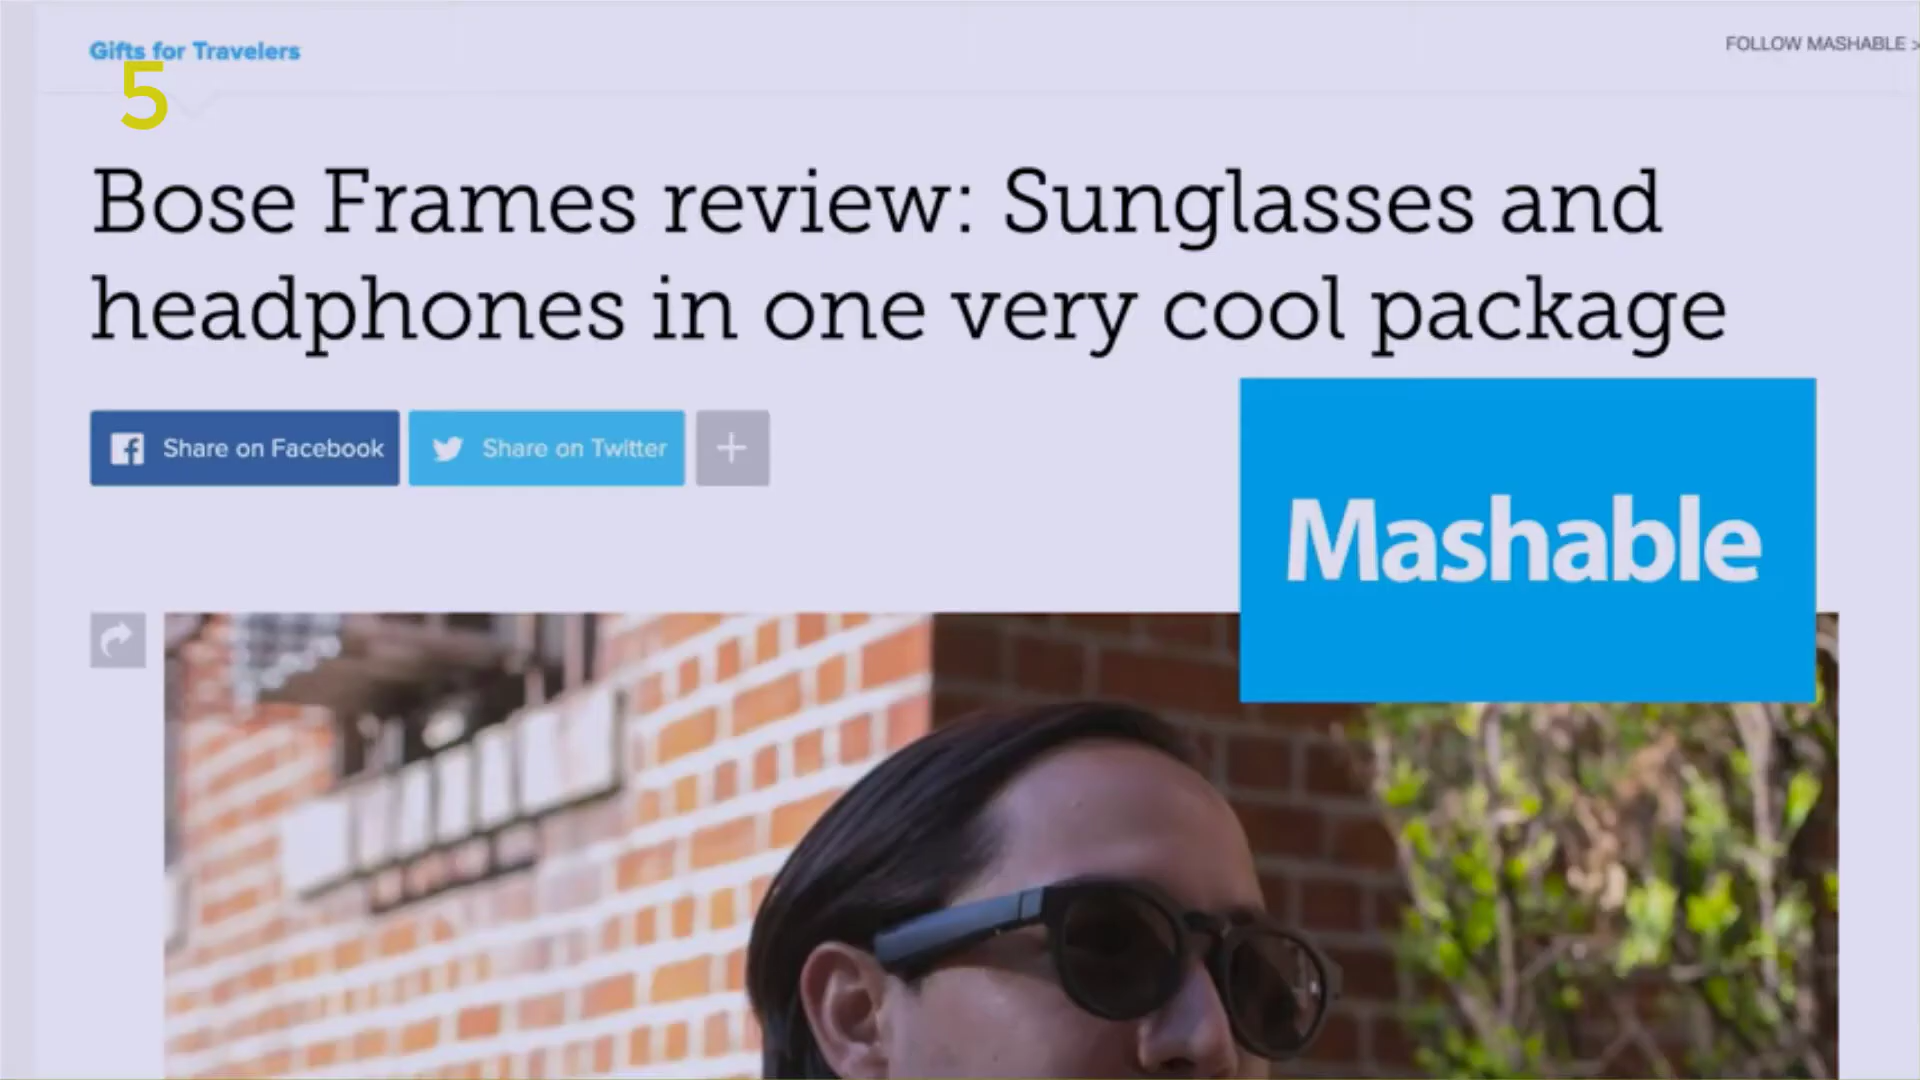 Gifts for Travelers
FOLLOW MASHABLE >
5
Bose Frames review: Sunglasses and
headphones in one very cool package
Share on Facebook
Share on Twitter
+
Mashable